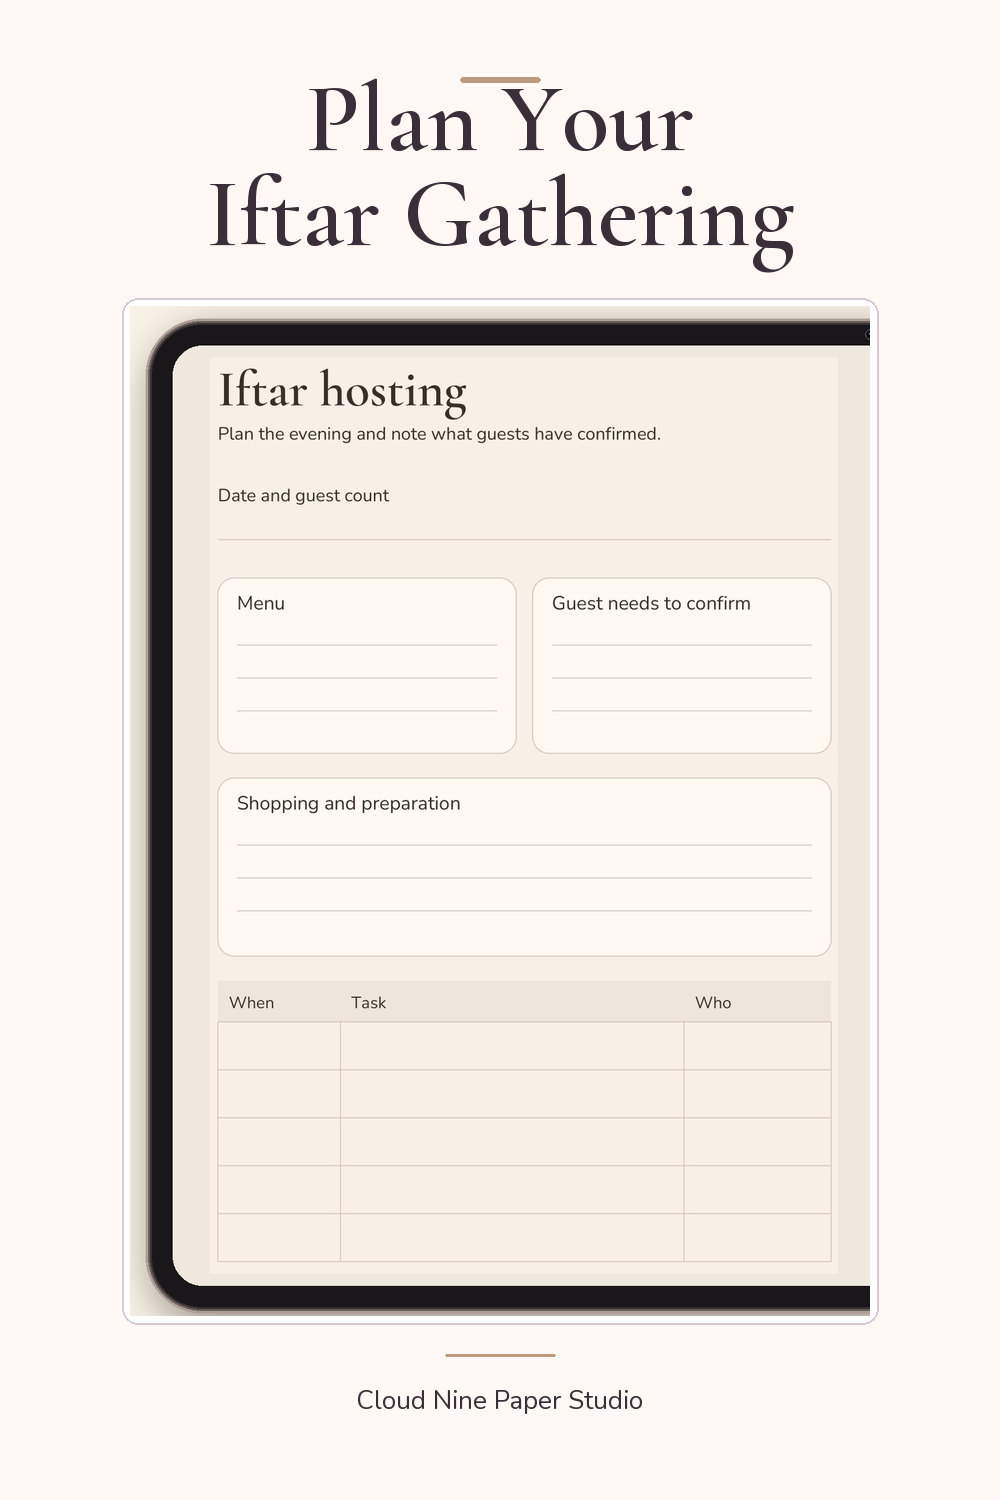 Plan Your
Iftar Gathering
Iftar hosting
Plan the evening and note what guests have confirmed.
Date and guest count
Menu
Guest needs to confirm
Shopping and preparation
When Task Who
Cloud Nine Paper Studio